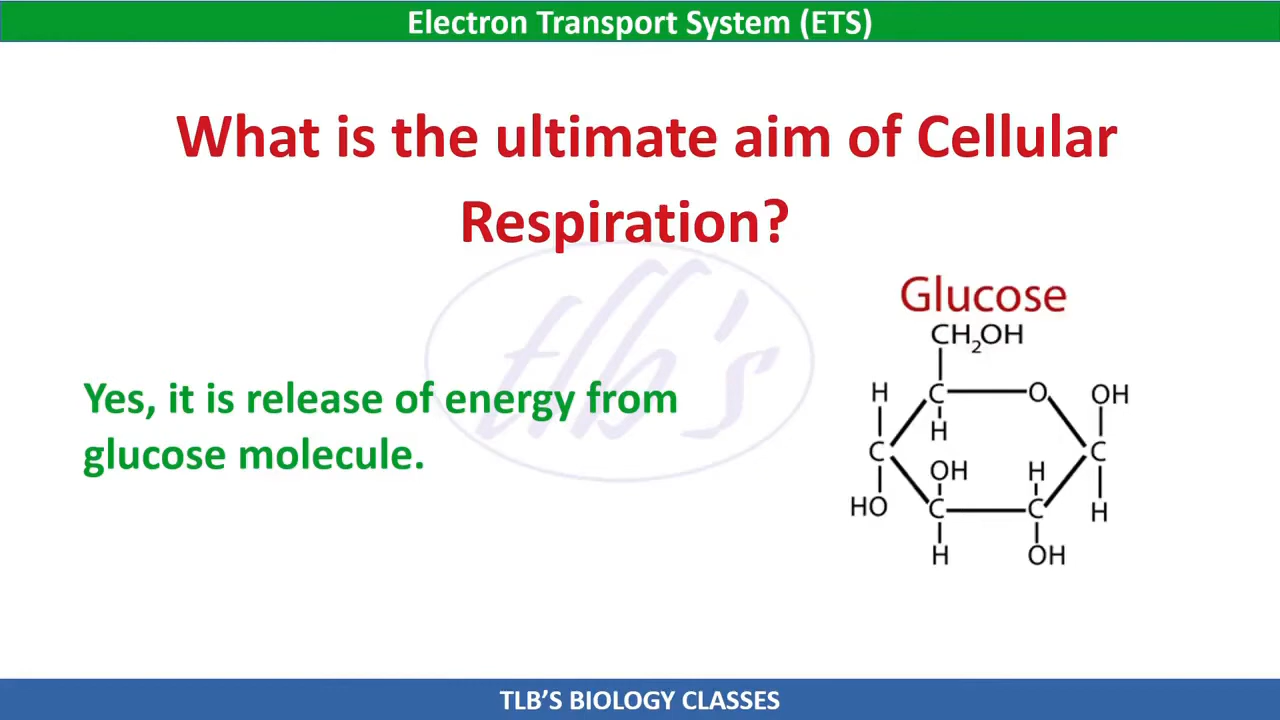 Electron Transport System (ETS)
What is the ultimate aim of Cellular
Respiration?
tlb's
Yes, it is release of energy from
glucose molecule.
Glucose
CH₂OH
H C O OH
H
C C
OH H
HO C C H
H OH
TLB'S BIOLOGY CLASSES